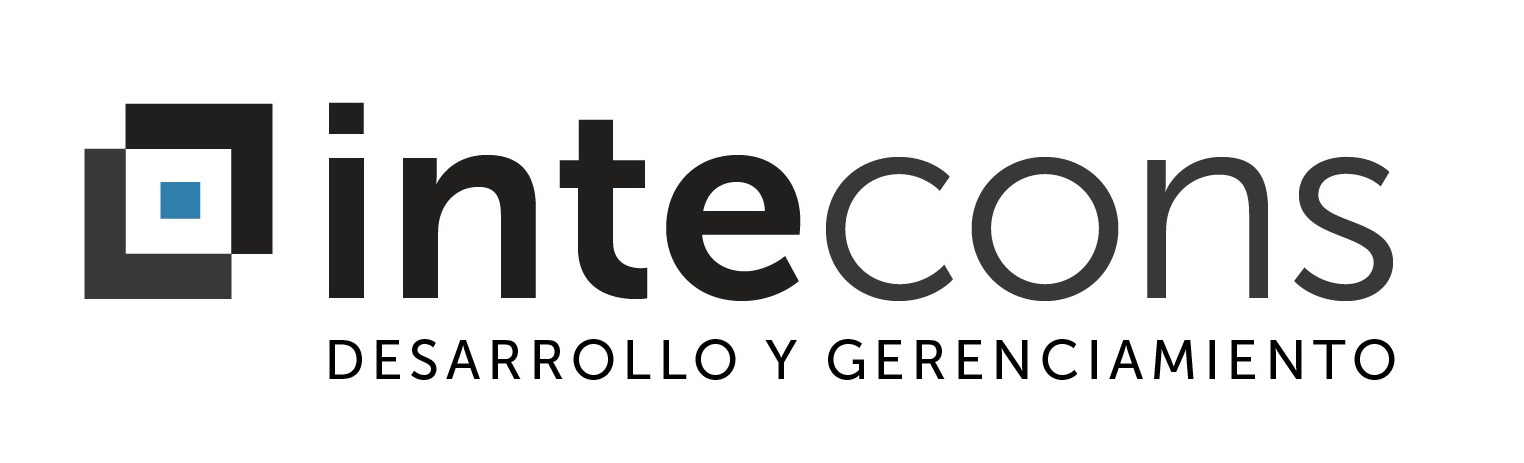 intecons
DESARROLLO Y GERENCIAMIENTO